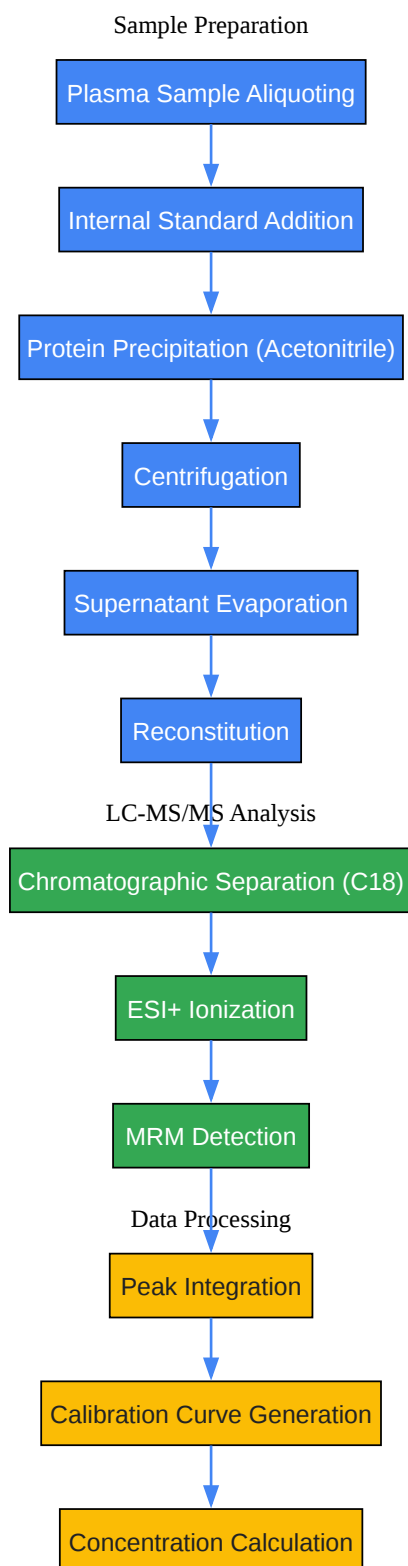 Sample Preparation
Plasma Sample Aliquoting
Internal Standard Addition
Protein Precipitation (Acetonitrile)
Centrifugation
Supernatant Evaporation
Reconstitution
LC-MS/MS Analysis
Chromatographic Separation (C18)
ESI+ Ionization
MRM Detection
Data Processing
Peak Integration
Calibration Curve Generation
Concentration Calculation